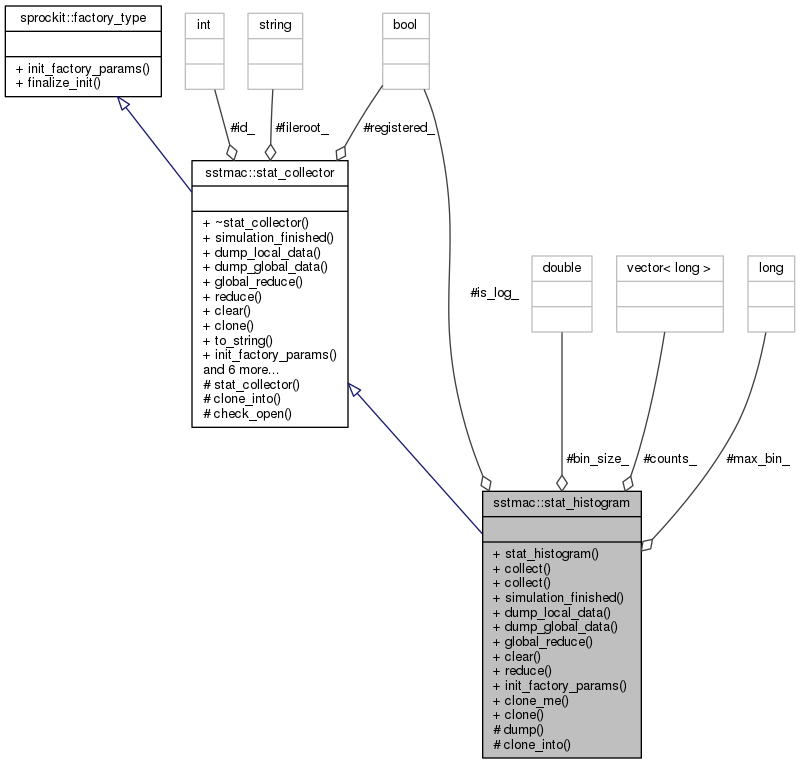 sprockit::factory_type
+ init_factory_params()
+ finalize_init()
int
string
bool
#id_
#fileroot_
#registered_
sstmac::stat_collector
+ ~stat_collector()
+ simulation_finished()
+ dump_local_data()
+ dump_global_data()
+ global_reduce()
+ reduce()
+ clear()
+ clone()
+ to_string()
+ init_factory_params()
and 6 more...
# stat_collector()
# clone_into()
# check_open()
double
vector< long >
long
#is_log_
#bin_size_
#counts_
#max_bin_
sstmac::stat_histogram
+ stat_histogram()
+ collect()
+ collect()
+ simulation_finished()
+ dump_local_data()
+ dump_global_data()
+ global_reduce()
+ clear()
+ reduce()
+ init_factory_params()
+ clone_me()
+ clone()
# dump()
# clone_into()